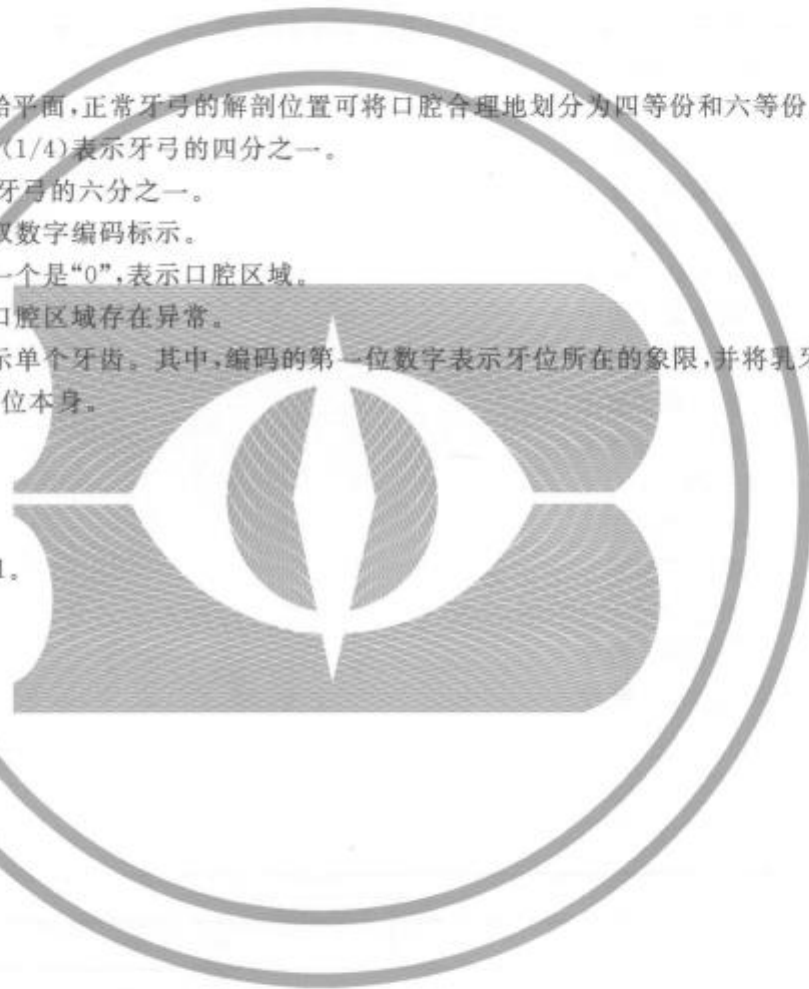 平面,正常牙弓的解剖位置可将口腔合理地划分为四等份和六等份
(1/4)表示牙弓的四分之一。
牙弓的六分之一。
数字编码标示。
一个是“0”,表示口腔区域。
口腔区域存在异常。
示单个牙齿。其中,编码的第一位数字表示牙位所在的象限,并将乳牙
位本身。
1。